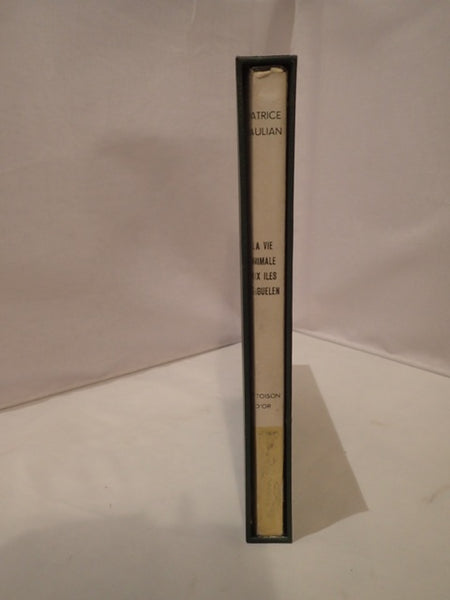 ATRICE
AULIAN
LA VIE
NIMALE
UX ILES
GUELEN
TOISON
D'OR